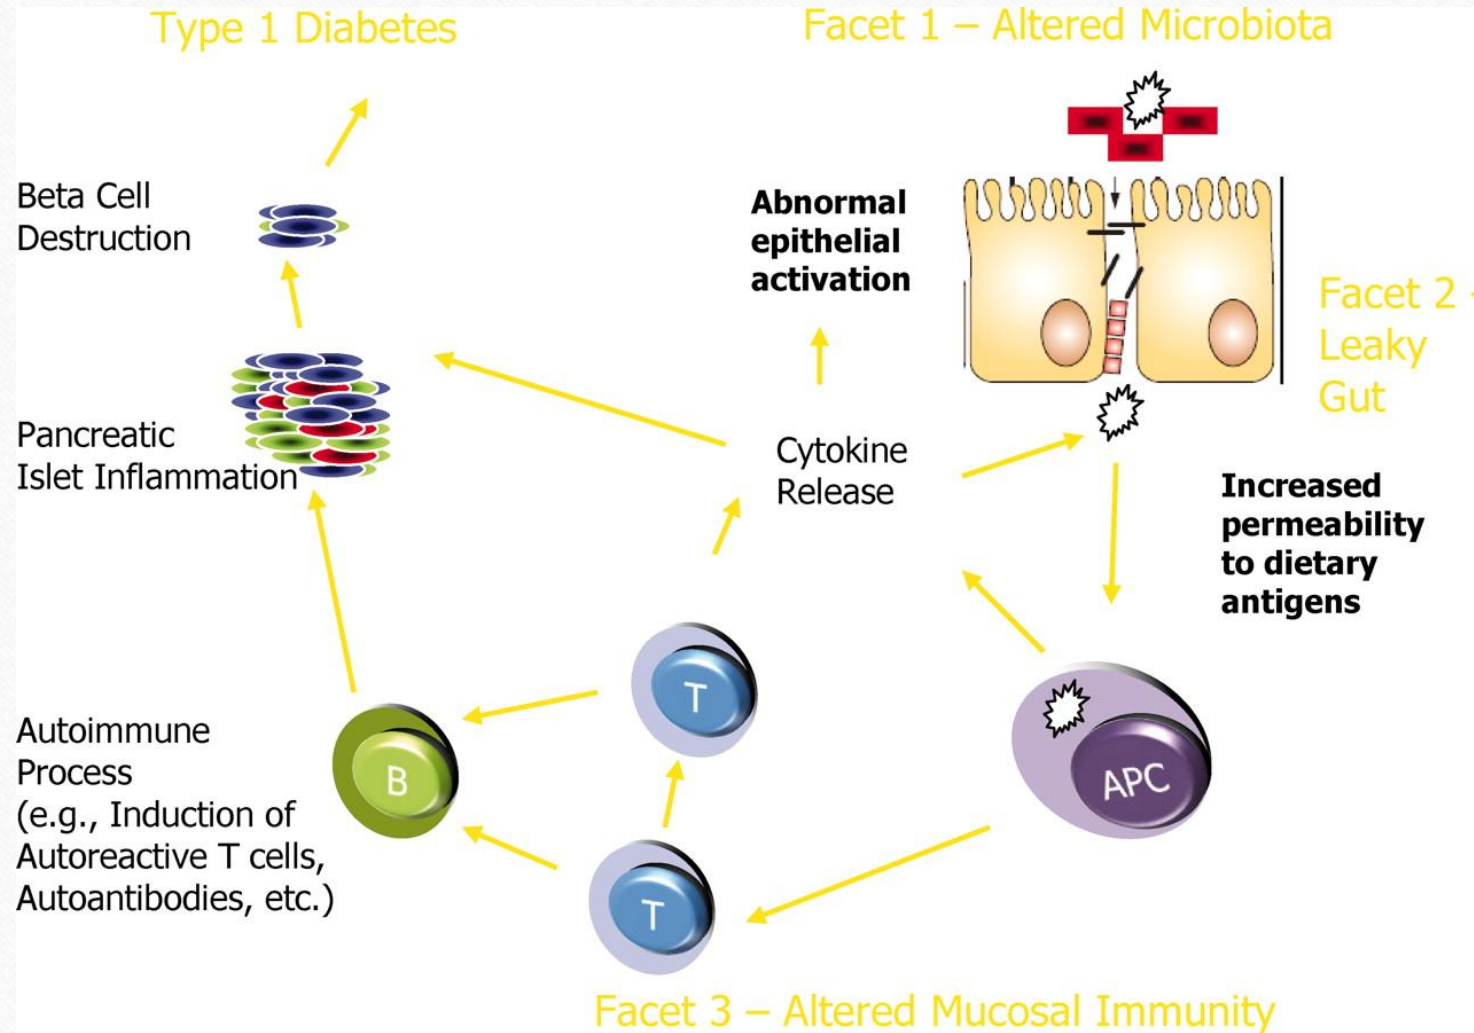 Type 1 Diabetes
Facet 1 – Altered Microbiota
Beta Cell
Destruction
Abnormal
epithelial
activation
Facet 2 -
Leaky
Gut
Pancreatic
Islet Inflammation
Cytokine
Release
Increased
permeability
to dietary
antigens
T
B
APC
Autoimmune
Process
(e.g., Induction of
Autoreactive T cells,
Autoantibodies, etc.)
T
Facet 3 – Altered Mucosal Immunity